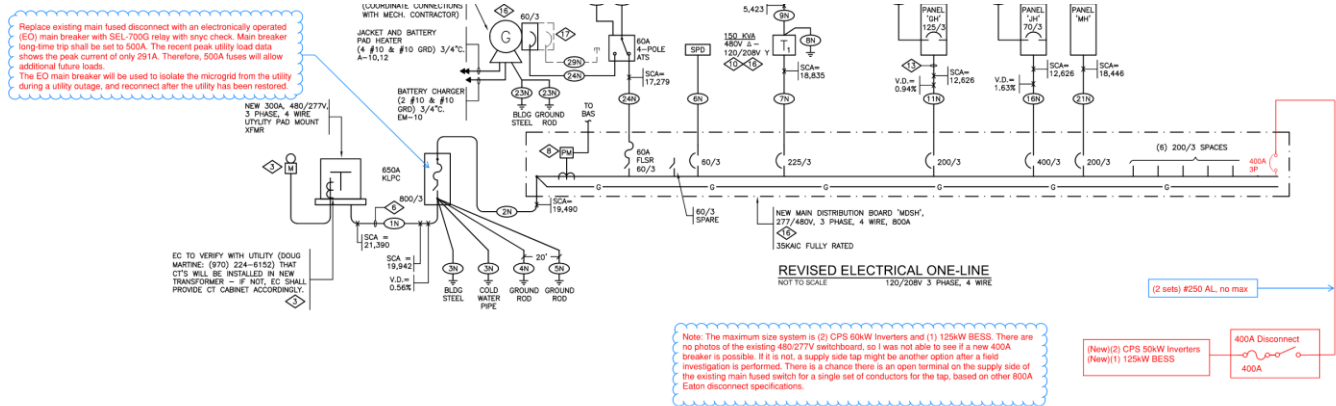 Replace existing main fused disconnect with an electronically operated
(EO) main breaker with SEL-700G relay with snyc check. Main breaker
long-time trip shall be set to 500A. The recent peak utility load data
shows the peak current of only 291A. Therefore, 500A fuses will allow
additional future loads.
The EO main breaker will be used to isolate the microgrid from the utility
during a utility outage, and reconnect after the utility has been restored.
(COORDINATE CONNECTIONS
WITH MECH. CONTRACTOR)
JACKET AND BATTERY
PAD HEATER
(4 #10 & #10 GRD) 3/4"C.
A-10,12
BATTERY CHARGER
(2 #10 & #10
GRD) 3/4"C.
EM-10
16
G
60/3
17
T
29N
24N
23N
23N
BLDG
STEEL
GROUND
ROD
60A
4-POLE
ATS
SCA=
17,279
24N
TO
BAS
SPD
6N
5,423
9N
150 KVA
480V Δ-
120/208V Y
T1
8N
10
16
SCA=
18,835
7N
PANEL
'GH'
125/3
13
V.D.=
0.94%
SCA=
12,626
11N
PANEL
'JH'
70/3
V.D.=
1.63%
SCA=
12,626
16N
PANEL
'MH'
SCA=
18,446
21N
NEW 300A, 480/277V,
3 PHASE, 4 WIRE
UTYLITY PAD MOUNT
XFMR
3
M
T
650A
KLPC
800/3
6
1N
SCA =
21,390
SCA =
19,942
V.D.=
0.56%
2N
SCA=
19,490
8
PM
60A
FLSR
60/3
60/3
225/3
200/3
400/3
200/3
(6) 200/3 SPACES
400A
3P
G G G G G G G
60/3
SPARE
NEW MAIN DISTRIBUTION BOARD 'MDSH',
277/480V, 3 PHASE, 4 WIRE, 800A
16
35KAIC FULLY RATED
3N
3N
4N
20'
5N
BLDG
STEEL
COLD
WATER
PIPE
GROUND
ROD
GROUND
ROD
EC TO VERIFY WITH UTILITY (DOUG
MARTINE: (970) 224-6152) THAT
CT'S WILL BE INSTALLED IN NEW
TRANSFORMER - IF NOT, EC SHALL
PROVIDE CT CABINET ACCORDINGLY.
3
REVISED ELECTRICAL ONE-LINE
NOT TO SCALE
120/208V 3 PHASE, 4 WIRE
(2 sets) #250 AL, no max
Note: The maximum size system is (2) CPS 60kW Inverters and (1) 125kW BESS. There are
no photos of the existing 480/277V switchboard, so I was not able to see if a new 400A
breaker is possible. If it is not, a supply side tap might be another option after a field
investigation is performed. There is a chance there is an open terminal on the supply side of
the existing main fused switch for a single set of conductors for the tap, based on other 800A
Eaton disconnect specifications.
(New)(2) CPS 50kW Inverters
(New)(1) 125kW BESS
400A Disconnect
400A